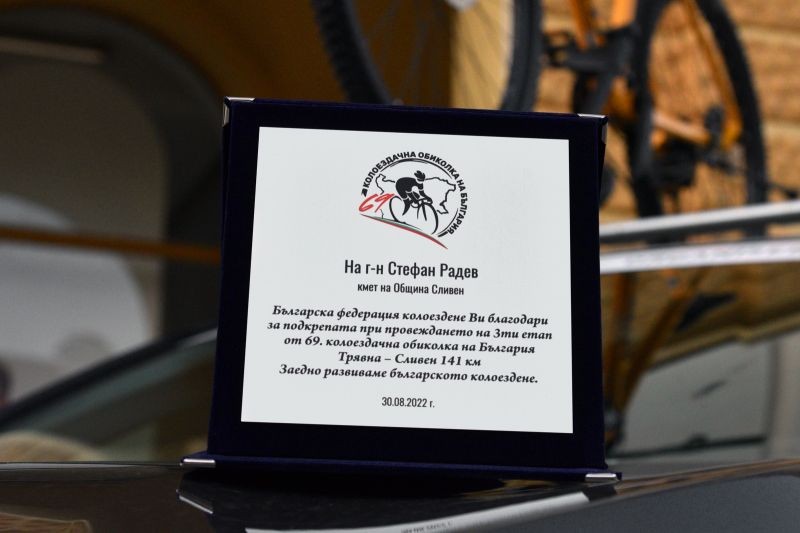 КОЛОЕЗДАЧНА ОБИКОЛКА НА БЪЛГАРИЯ
69
На г-н Стефан Радев
кмет на Община Сливен
Българска федерация колоездене Ви благодари
за подкрепата при провеждането на 3ти етап
от 69. колоездачна обиколка на България
Трявна – Сливен 141 км
Заедно развиваме българското колоездене.
30.08.2022 г.